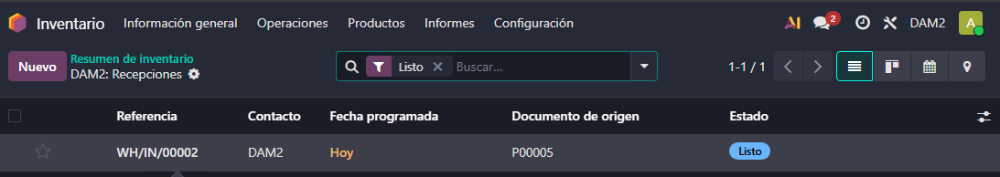 Inventario Información general Operaciones Productos Informes Configuración AI 2 DAM2 A
Nuevo Resumen de inventario
DAM2: Recepciones
Listo Buscar... 1-1 / 1
Referencia Contacto Fecha programada Documento de origen Estado
WH/IN/00002 DAM2 Hoy P00005 Listo